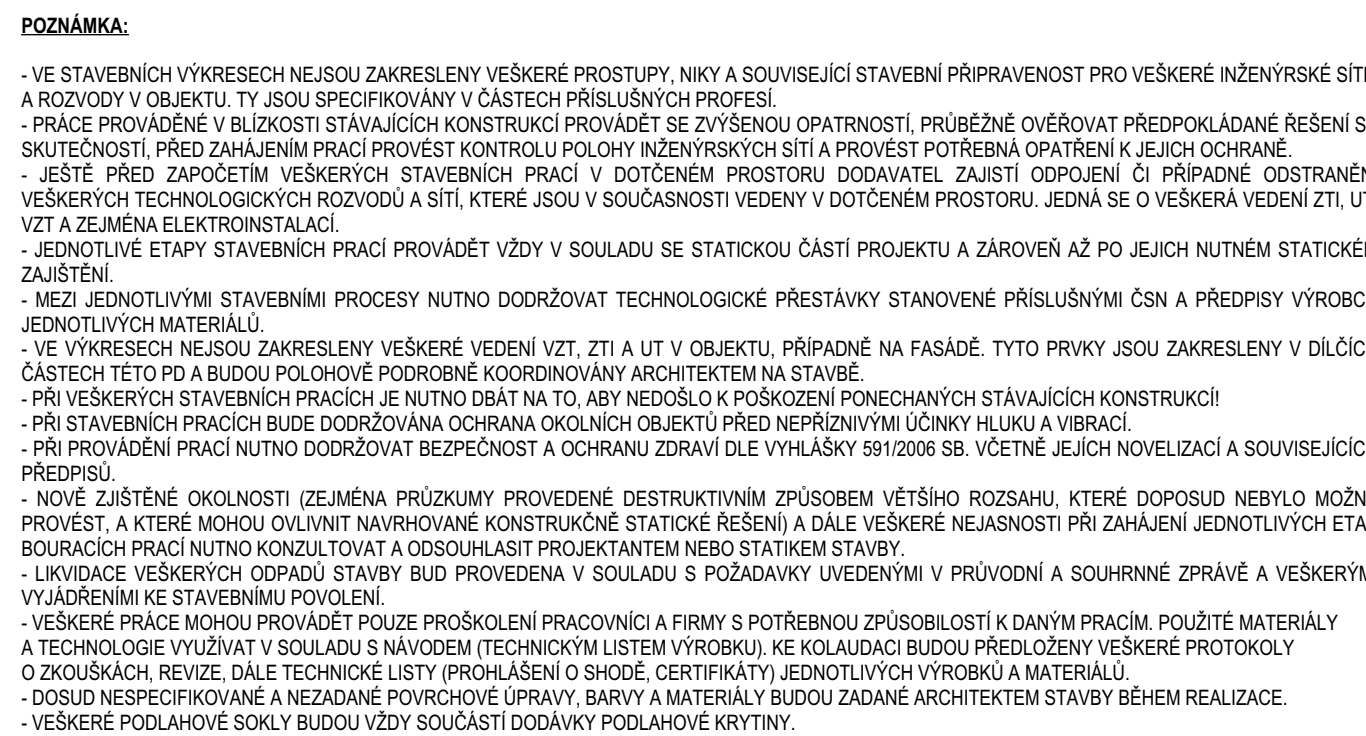 POZNÁMKA:
- VE STAVEBNÍCH VÝKRESECH NEJSOU ZAKRESLENY VEŠKERÉ PROSTUPY, NIKY A SOUVISEJÍCÍ STAVEBNÍ PŘIPRAVENOST PRO VEŠKERÉ INŽENÝRSKÉ SÍTĚ
A ROZVODY V OBJEKTU. TY JSOU SPECIFIKOVÁNY V ČÁSTECH PŘÍSLUŠNÝCH PROFESÍ.
- PRÁCE PROVÁDĚNÉ V BLÍZKOSTI STÁVAJÍCÍCH KONSTRUKCÍ PROVÁDĚT SE ZVÝŠENOU OPATRNOSTÍ, PRŮBĚŽNĚ OVĚŘOVAT PŘEDPOKLÁDANÉ ŘEŠENÍ S
SKUTEČNOSTÍ, PŘED ZAHÁJENÍM PRACÍ PROVÉST KONTROLU POLOHY INŽENÝRSKÝCH SÍTÍ A PROVÉST POTŘEBNÁ OPATŘENÍ K JEJICH OCHRANĚ.
- JEŠTĚ PŘED ZAPOČETÍM VEŠKERÝCH STAVEBNÍCH PRACÍ V DOTČENÉM PROSTORU DODAVATEL ZAJISTÍ ODPOJENÍ ČI PŘÍPADNÉ ODSTRANĚN
VEŠKERÝCH TECHNOLOGICKÝCH ROZVODŮ A SÍTÍ, KTERÉ JSOU V SOUČASNOSTI VEDENY V DOTČENÉM PROSTORU. JEDNÁ SE O VEŠKERÁ VEDENÍ ZTI, UT
VZT A ZEJMÉNA ELEKTROINSTALACÍ.
- JEDNOTLIVÉ ETAPY STAVEBNÍCH PRACÍ PROVÁDĚT VŽDY V SOULADU SE STATICKOU ČÁSTÍ PROJEKTU A ZÁROVEŇ AŽ PO JEJICH NUTNÉM STATICKÉM
ZAJIŠTĚNÍ.
- MEZI JEDNOTLIVÝMI STAVEBNÍMI PROCESY NUTNO DODRŽOVAT TECHNOLOGICKÉ PŘESTÁVKY STANOVENÉ PŘÍSLUŠNÝMI ČSN A PŘEDPISY VÝROBC
JEDNOTLIVÝCH MATERIÁLŮ.
- VE VÝKRESECH NEJSOU ZAKRESLENY VEŠKERÉ VEDENÍ VZT, ZTI A UT V OBJEKTU, PŘÍPADNĚ NA FASÁDĚ. TYTO PRVKY JSOU ZAKRESLENY V DÍLČÍC
ČÁSTECH TÉTO PD A BUDOU POLOHOVĚ PODROBNĚ KOORDINOVÁNY ARCHITEKTEM NA STAVBĚ.
- PŘI VEŠKERÝCH STAVEBNÍCH PRACÍCH JE NUTNO DBÁT NA TO, ABY NEDOŠLO K POŠKOZENÍ PONECHANÝCH STÁVAJÍCÍCH KONSTRUKCÍ!
- PŘI STAVEBNÍCH PRACÍCH BUDE DODRŽOVÁNA OCHRANA OKOLNÍCH OBJEKTŮ PŘED NEPŘÍZNIVÝMI ÚČINKY HLUKU A VIBRACÍ.
- PŘI PROVÁDĚNÍ PRACÍ NUTNO DODRŽOVAT BEZPEČNOST A OCHRANU ZDRAVÍ DLE VYHLÁŠKY 591/2006 SB. VČETNĚ JEJÍCH NOVELIZACÍ A SOUVISEJÍCÍC
PŘEDPISŮ.
- NOVĚ ZJIŠTĚNÉ OKOLNOSTI (ZEJMÉNA PRŮZKUMY PROVEDENÉ DESTRUKTIVNÍM ZPŮSOBEM VĚTŠÍHO ROZSAHU, KTERÉ DOPOSUD NEBYLO MOŽN
PROVÉST, A KTERÉ MOHOU OVLIVNIT NAVRHOVANÉ KONSTRUKČNĚ STATICKÉ ŘEŠENÍ) A DÁLE VEŠKERÉ NEJASNOSTI PŘI ZAHÁJENÍ JEDNOTLIVÝCH ETA
BOURACÍCH PRACÍ NUTNO KONZULTOVAT A ODSOUHLASIT PROJEKTANTEM NEBO STATIKEM STAVBY.
- LIKVIDACE VEŠKERÝCH ODPADŮ STAVBY BUD PROVEDENA V SOULADU S POŽADAVKY UVEDENÝMI V PRŮVODNÍ A SOUHRNNÉ ZPRÁVĚ A VEŠKERÝM
VYJÁDŘENÍMI KE STAVEBNÍMU POVOLENÍ.
- VEŠKERÉ PRÁCE MOHOU PROVÁDĚT POUZE PROŠKOLENÍ PRACOVNÍCI A FIRMY S POTŘEBNOU ZPŮSOBILOSTÍ K DANÝM PRACÍM. POUŽITÉ MATERIÁLY
A TECHNOLOGIE VYUŽÍVAT V SOULADU S NÁVODEM (TECHNICKÝM LISTEM VÝROBKU). KE KOLAUDACI BUDOU PŘEDLOŽENY VEŠKERÉ PROTOKOLY
O ZKOUŠKÁCH, REVIZE, DÁLE TECHNICKÉ LISTY (PROHLÁŠENÍ O SHODĚ, CERTIFIKÁTY) JEDNOTLIVÝCH VÝROBKŮ A MATERIÁLŮ.
- DOSUD NESPECIFIKOVANÉ A NEZADANÉ POVRCHOVÉ ÚPRAVY, BARVY A MATERIÁLY BUDOU ZADANÉ ARCHITEKTEM STAVBY BĚHEM REALIZACE.
- VEŠKERÉ PODLAHOVÉ SOKLY BUDOU VŽDY SOUČÁSTÍ DODÁVKY PODLAHOVÉ KRYTINY.